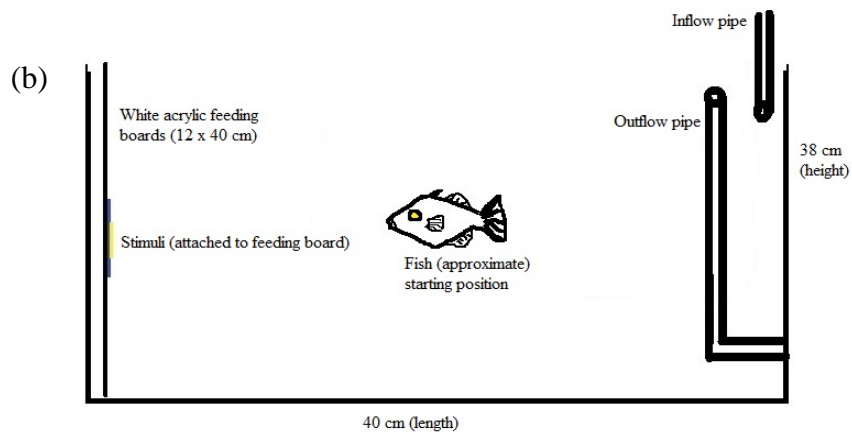 Inflow pipe
(b)
White acrylic feeding
boards (12 x 40 cm)
Outflow pipe
38 cm
(height)
Stimuli (attached to feeding board)
Fish (approximate)
starting position
40 cm (length)